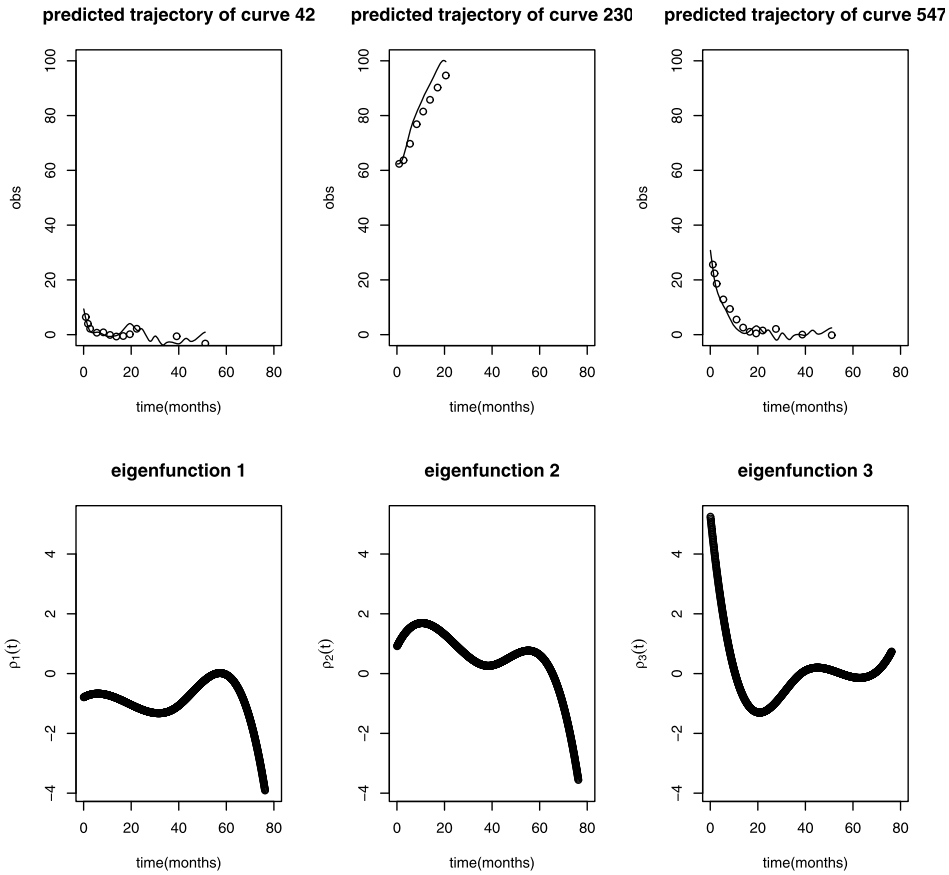 predicted trajectory of curve 42 predicted trajectory of curve 230 predicted trajectory of curve 547
obs obs obs
100 100 100
80 80 80
60 60 60
40 40 40
20 20 20
0 0 0
0 20 40 60 80 0 20 40 60 80 0 20 40 60 80
time(months) time(months) time(months)
eigenfunction 1 eigenfunction 2 eigenfunction 3
ρ₁(t) ρ₂(t) ρ₃(t)
4 4 4
2 2 2
0 0 0
−2 −2 −2
−4 −4 −4
0 20 40 60 80 0 20 40 60 80 0 20 40 60 80
time(months) time(months) time(months)